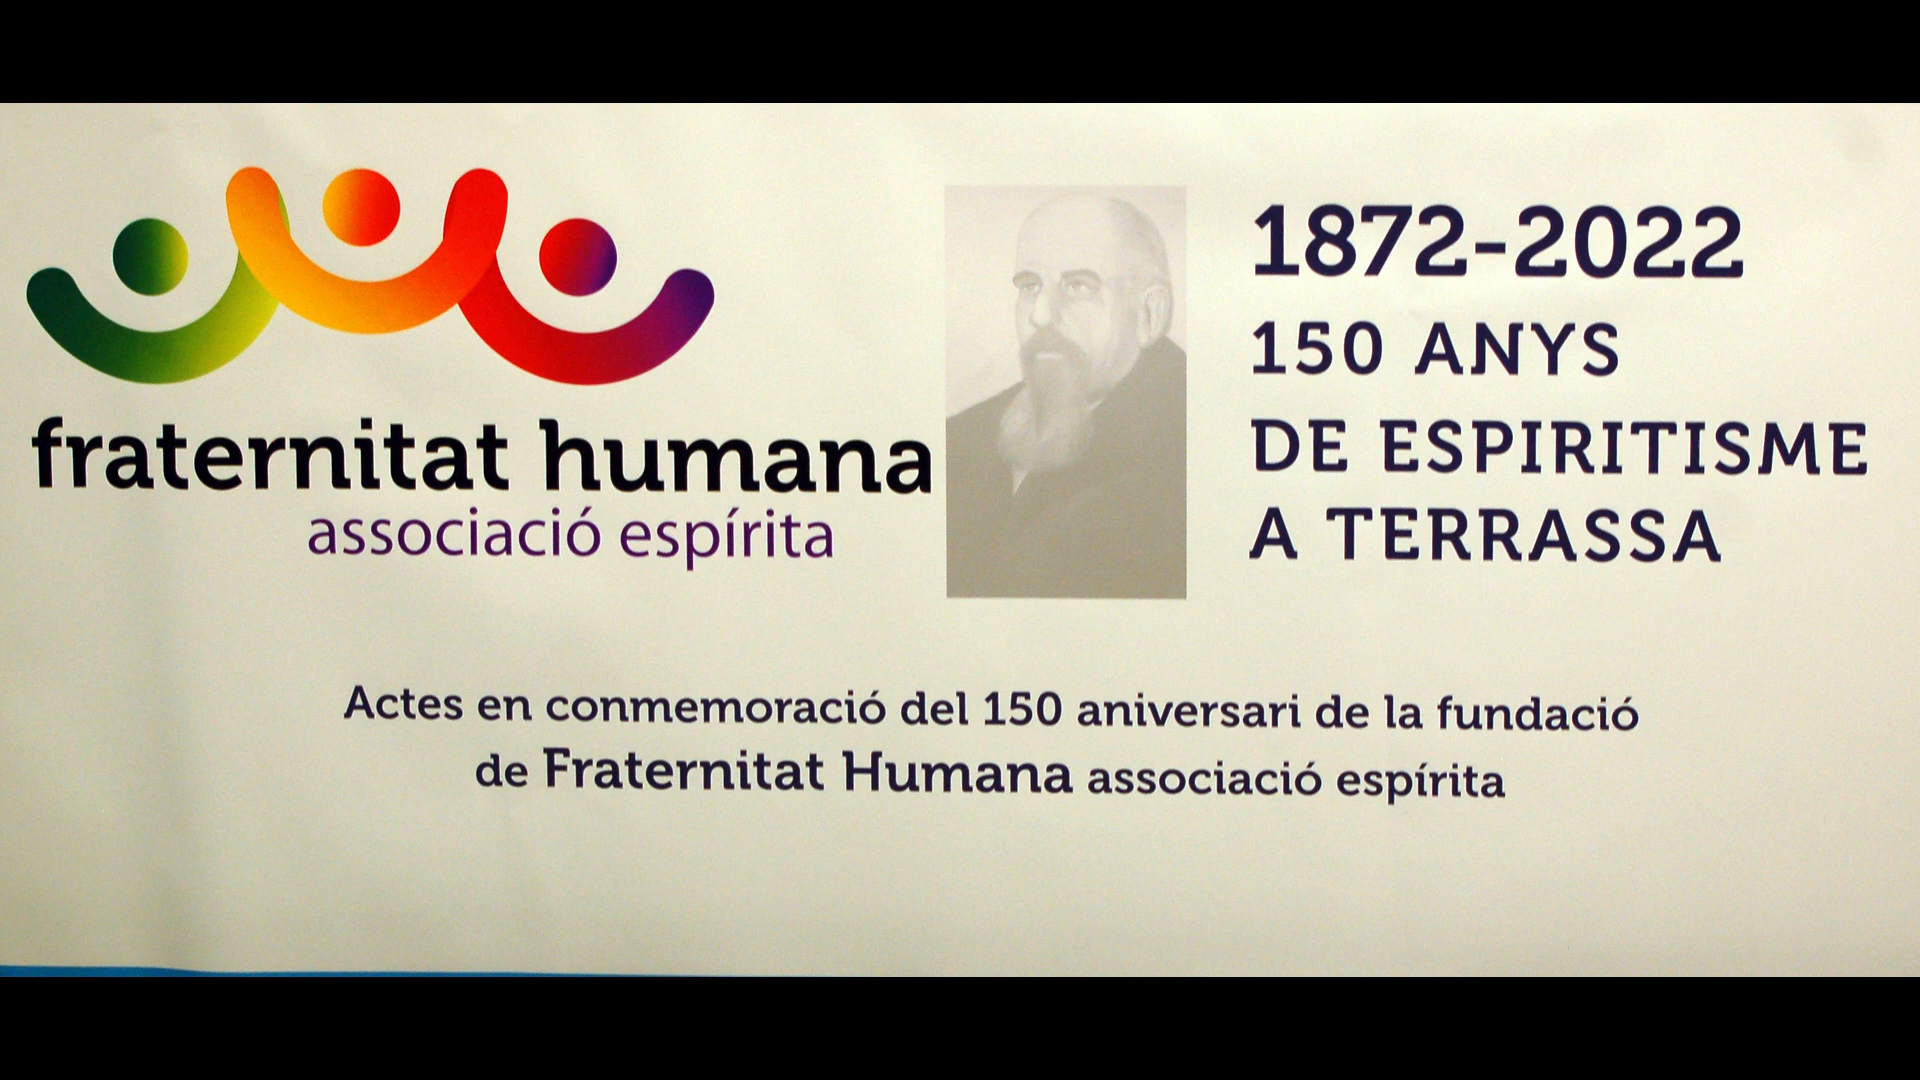 fraternitat humana
associació espírita
1872-2022
150 ANYS
DE ESPIRITISME
A TERRASSA
Actes en conmemoració del 150 aniversari de la fundació
de Fraternitat Humana associació espírita